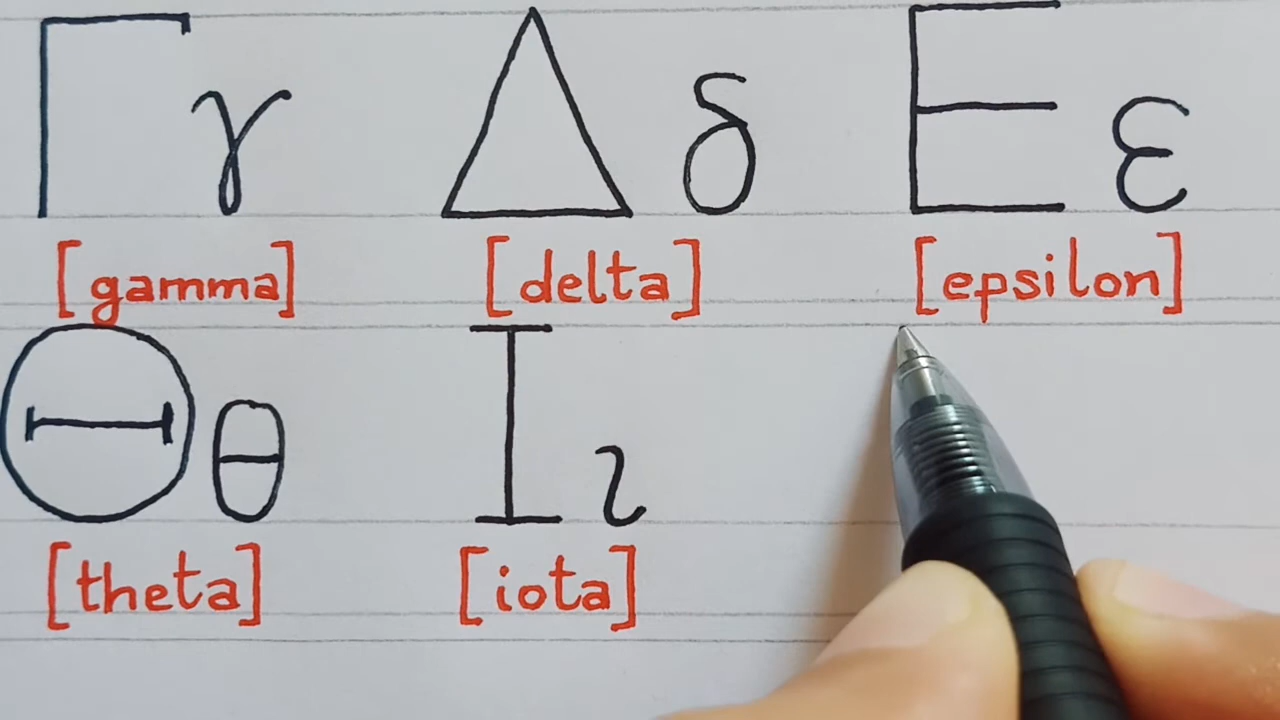 Γ γ Δ δ Ε ε
[gamma] [delta] [epsilon]
Θ θ Ι ι
[theta] [iota]